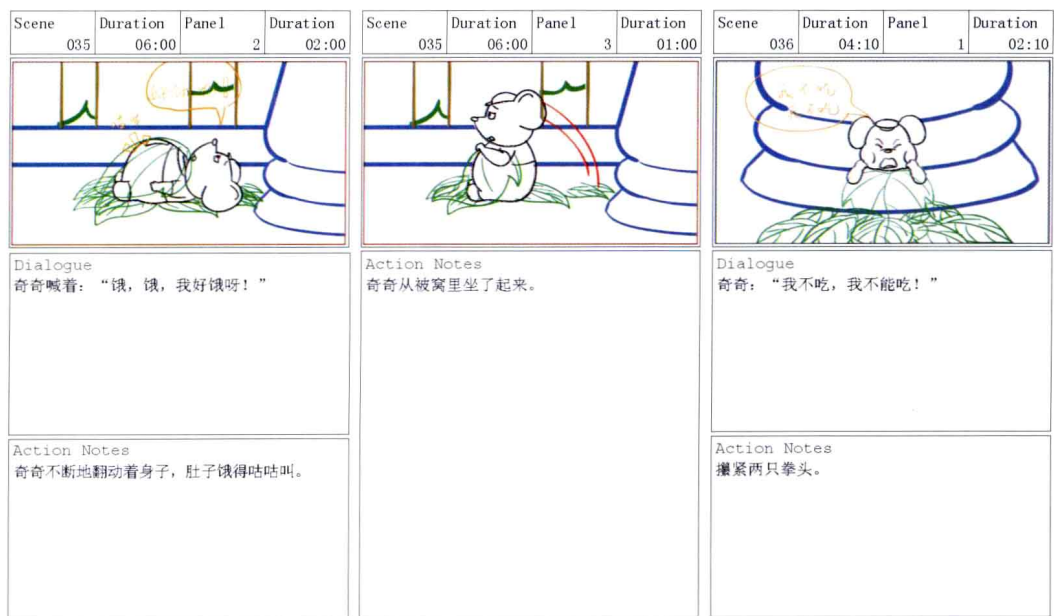 Scene Duration Panel Duration
035 06:00 2 02:00
Dialogue
奇奇喊着：“饿，饿，我好饿呀！”
Action Notes
奇奇不断地翻动着身子，肚子饿得咕咕叫。
Scene Duration Panel Duration
035 06:00 3 01:00
Action Notes
奇奇从被窝里坐了起来。
Scene Duration Panel Duration
036 04:10 1 02:10
Dialogue
奇奇：“我不吃，我不能吃！”
Action Notes
攥紧两只拳头。